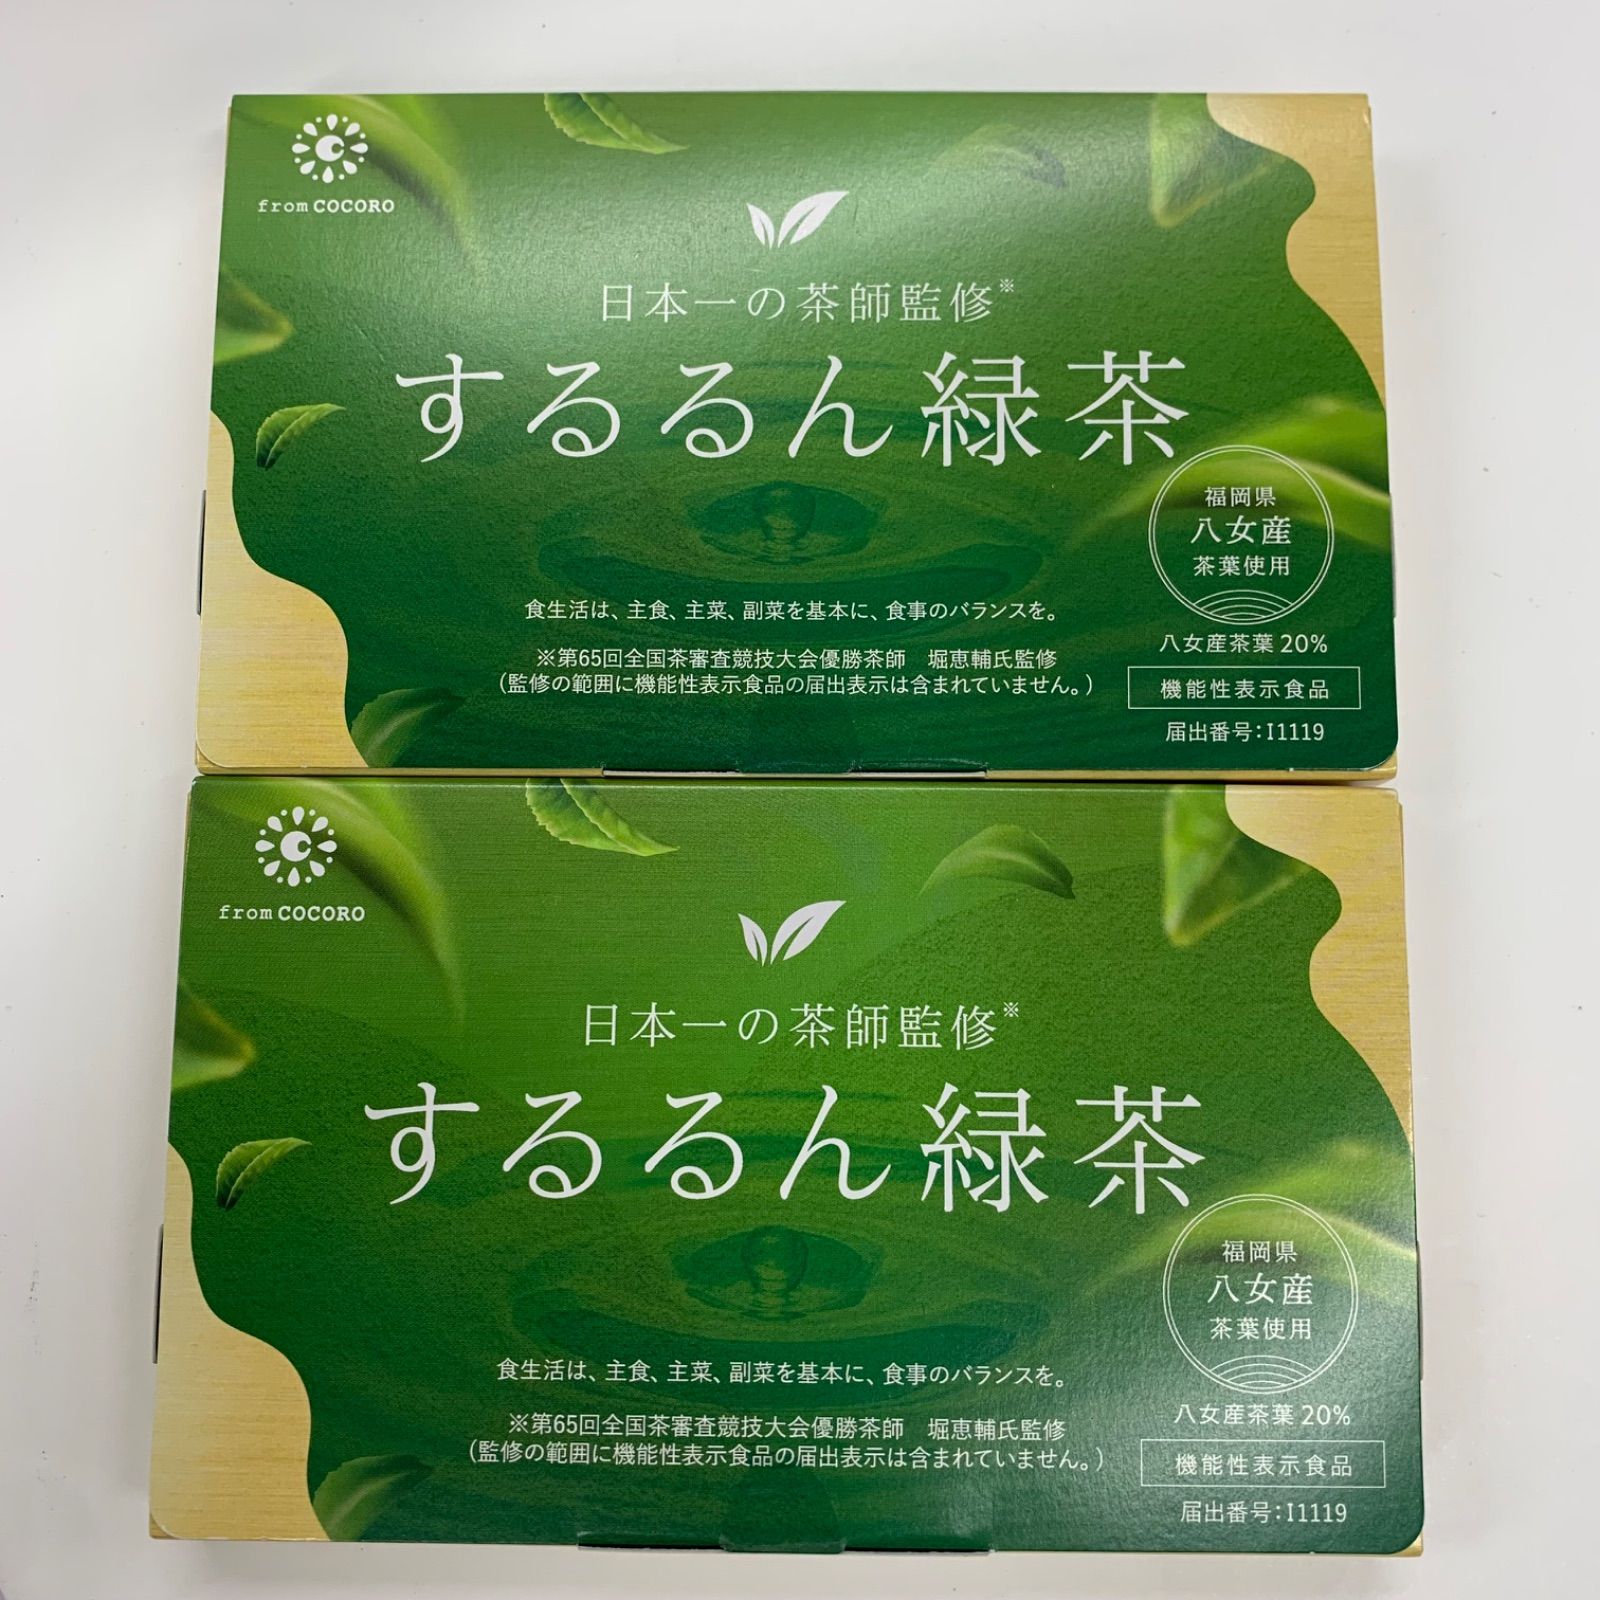 from COCORO
日本一の茶師監修※
するるん緑茶
福岡県
八女産
茶葉使用
八女産茶葉20%
機能性表示食品
届出番号:I1119
食生活は、主食、主菜、副菜を基本に、食事のバランスを。
※第65回全国茶審査競技大会優勝茶師 堀恵輔氏監修
(監修の範囲に機能性表示食品の届出表示は含まれていません。)
from COCORO
日本一の茶師監修※
するるん緑茶
福岡県
八女産
茶葉使用
八女産茶葉20%
機能性表示食品
届出番号:I1119
食生活は、主食、主菜、副菜を基本に、食事のバランスを。
※第65回全国茶審査競技大会優勝茶師 堀恵輔氏監修
(監修の範囲に機能性表示食品の届出表示は含まれていません。)